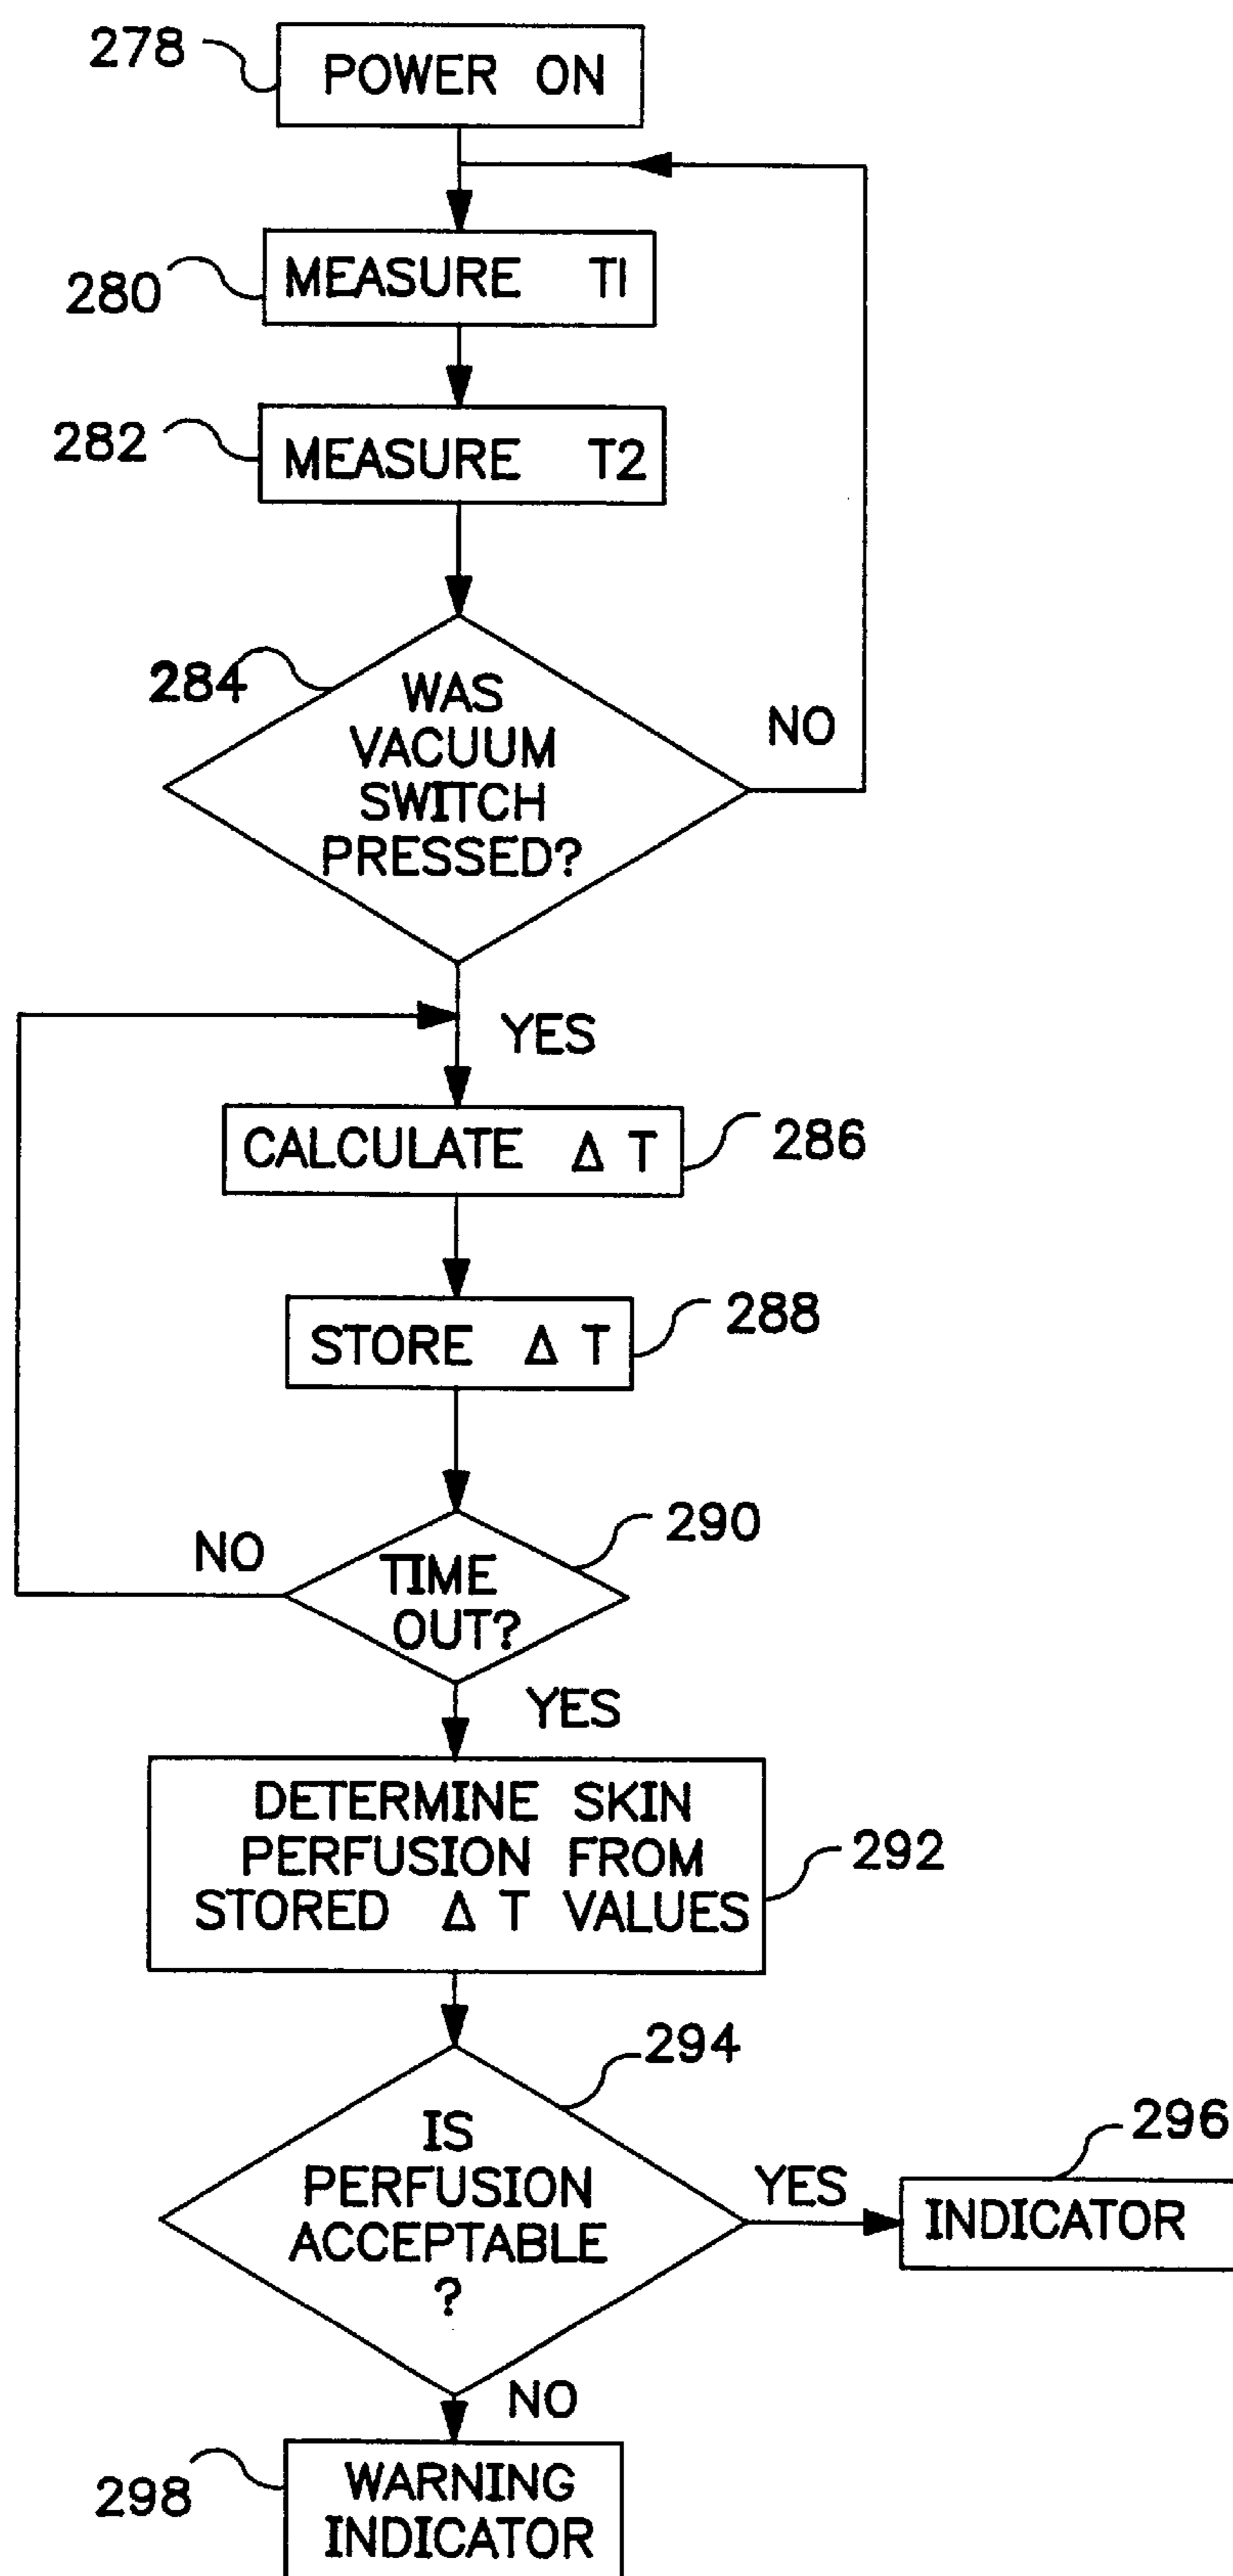 278
POWER ON
280
MEASURE T1
282
MEASURE T2
284
WAS
VACUUM
SWITCH
PRESSED?
NO
YES
CALCULATE Δ T
286
STORE Δ T
288
290
NO
TIME
OUT?
YES
DETERMINE SKIN
PERFUSION FROM
STORED Δ T VALUES
292
294
IS
PERFUSION
ACCEPTABLE
?
YES
296
INDICATOR
NO
298
WARNING
INDICATOR